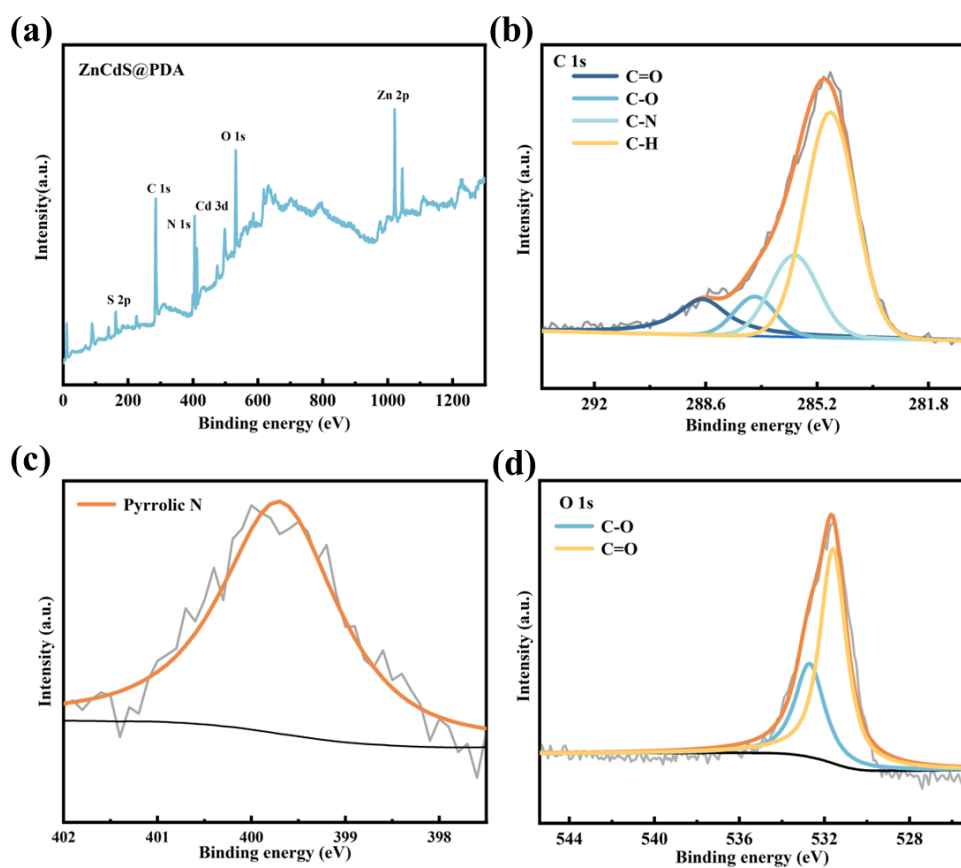 (a)
ZnCdS@PDA
Zn 2p
O 1s
C 1s
Cd 3d
N 1s
S 2p
Intensity(a.u.)
0 200 400 600 800 1000 1200
Binding energy (eV)
(b)
C 1s
C=O
C-O
C-N
C-H
Intensity (a.u.)
292 288.6 285.2 281.8
Binding energy (eV)
(c)
Pyrrolic N
Intensity (a.u.)
402 401 400 399 398
Binding energy (eV)
(d)
O 1s
C-O
C=O
Intensity (a.u.)
544 540 536 532 528
Binding energy (eV)